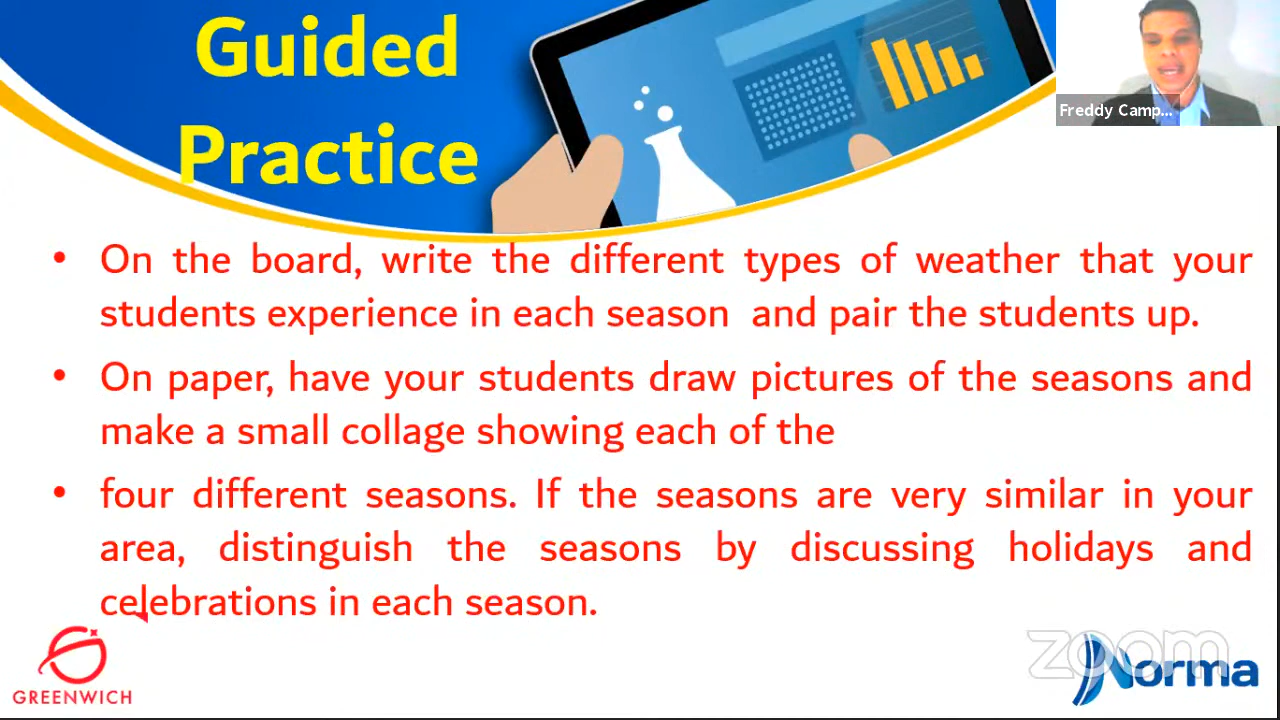 Guided
Practice
Freddy Camp...
• On the board, write the different types of weather that your
students experience in each season and pair the students up.
• On paper, have your students draw pictures of the seasons and
make a small collage showing each of the
• four different seasons. If the seasons are very similar in your
area, distinguish the seasons by discussing holidays and
celebrations in each season.
GREENWICH
zoom
Norma